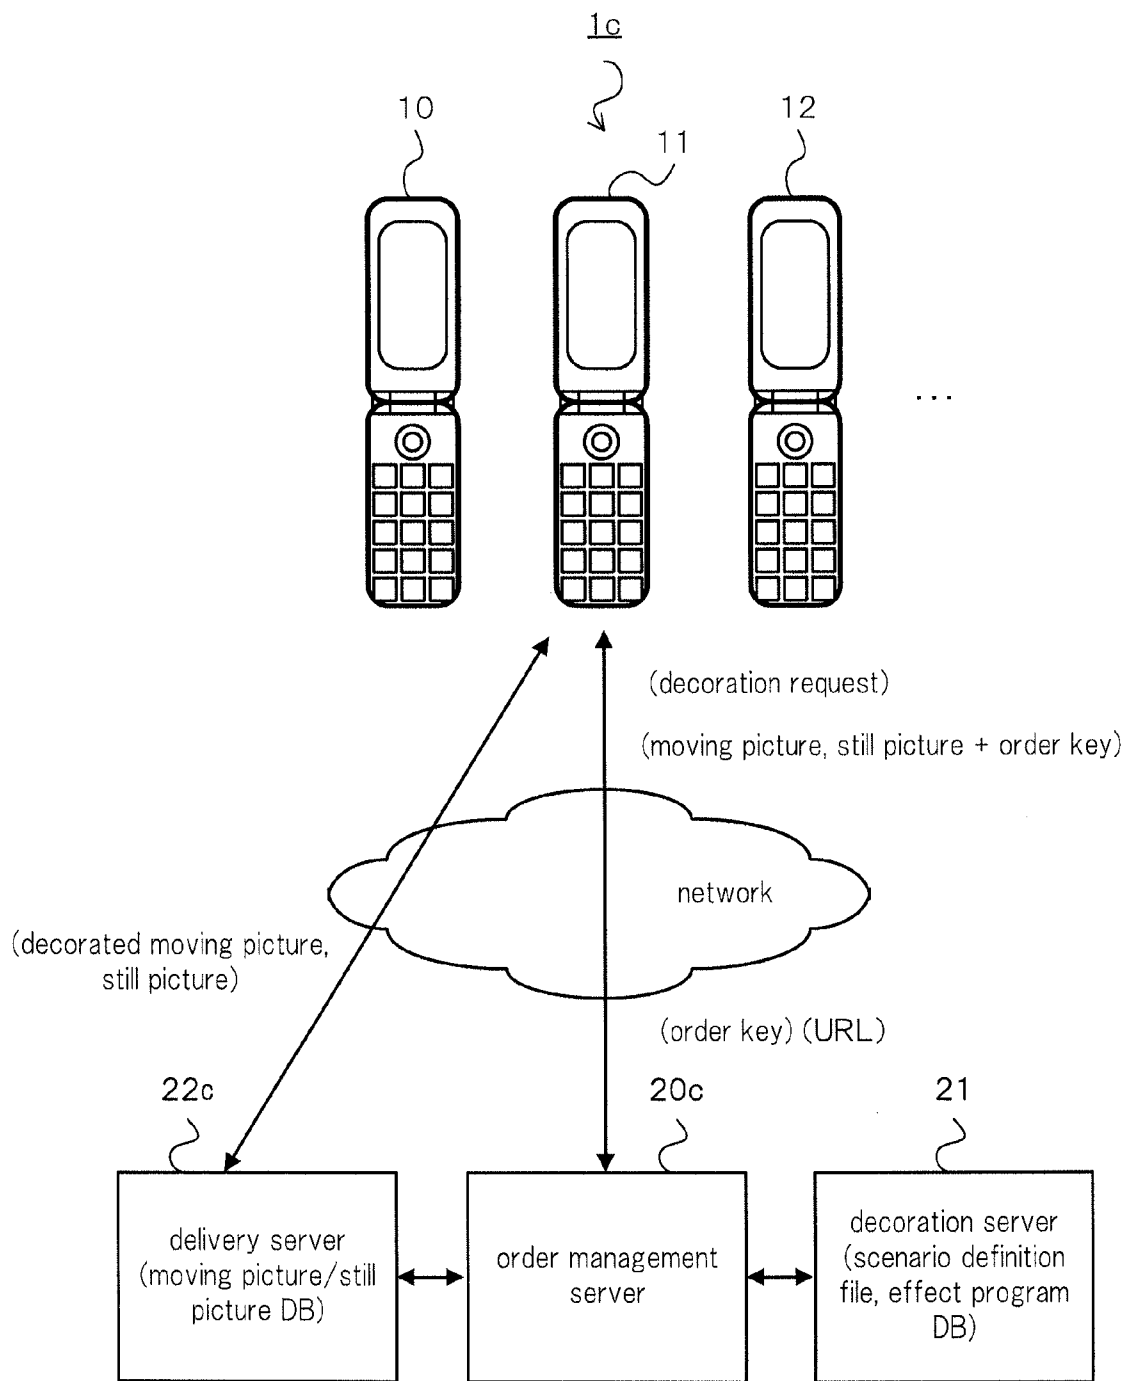 1c
10
11
12
...
(decoration request)
(moving picture, still picture + order key)
network
(decorated moving picture,
still picture)
(order key) (URL)
22c
20c
21
delivery server
(moving picture/still
picture DB)
order management
server
decoration server
(scenario definition
file, effect program
DB)